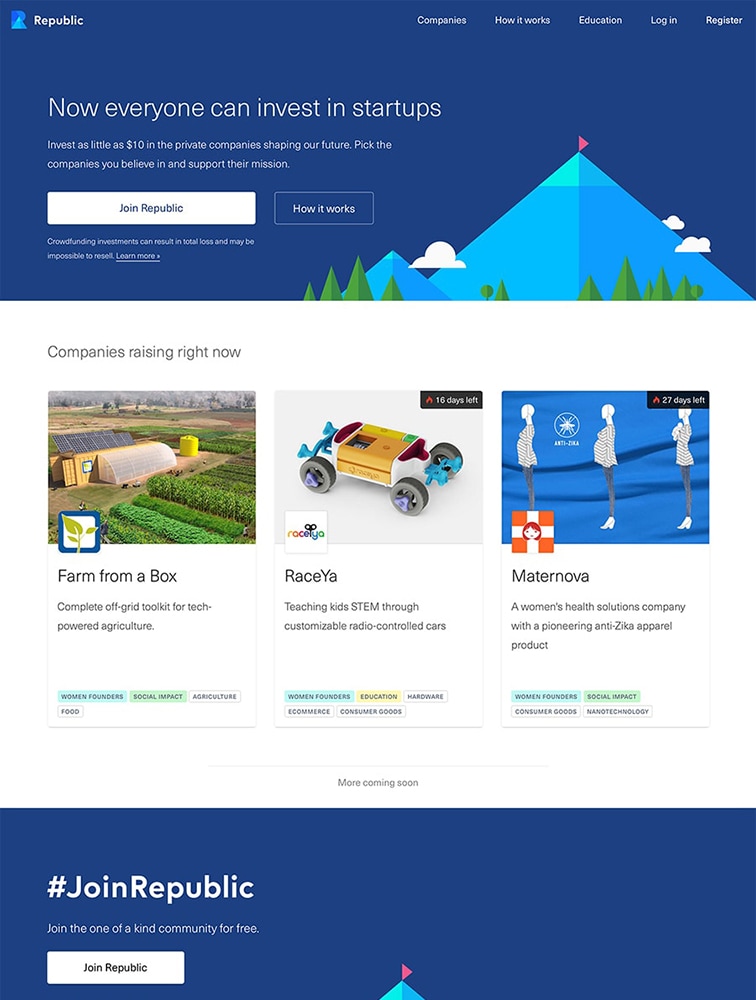 Republic
Companies
How it works
Education
Log in
Register
Now everyone can invest in startups
Invest as little as $10 in the private companies shaping our future. Pick the
companies you believe in and support their mission.
Join Republic
How it works
Crowdfunding investments can result in total loss and may be
impossible to resell. Learn more »
Companies raising right now
16 days left
27 days left
ANTI-ZIKA
raceya
raceya
Farm from a Box
RaceYa
Maternova
Complete off-grid toolkit for tech-
powered agriculture.
Teaching kids STEM through
customizable radio-controlled cars
A women's health solutions company
with a pioneering anti-Zika apparel
product
WOMEN FOUNDERS
SOCIAL IMPACT
AGRICULTURE
FOOD
WOMEN FOUNDERS
EDUCATION
HARDWARE
ECOMMERCE
CONSUMER GOODS
WOMEN FOUNDERS
SOCIAL IMPACT
CONSUMER GOODS
NANOTECHNOLOGY
More coming soon
#JoinRepublic
Join the one of a kind community for free.
Join Republic